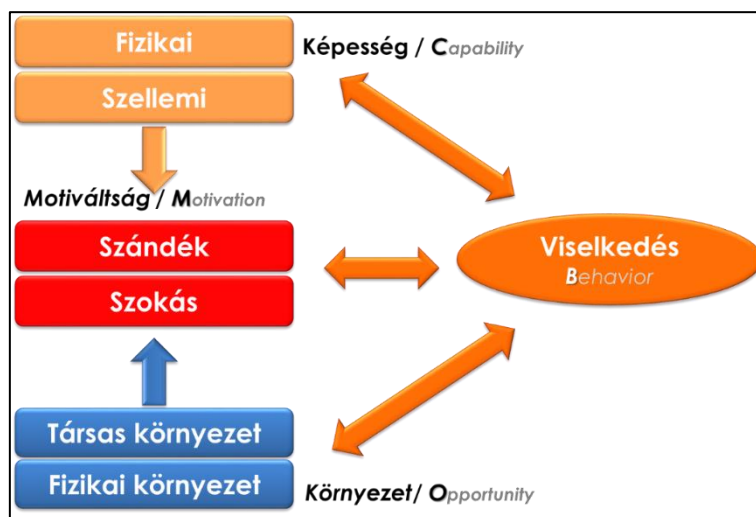 Fizikai
Képesség / Capability
Szellemi
Motiváltság / Motivation
Szándék
Szokás
Viselkedés
Behavior
Társas környezet
Fizikai környezet
Környezet/ Opportunity